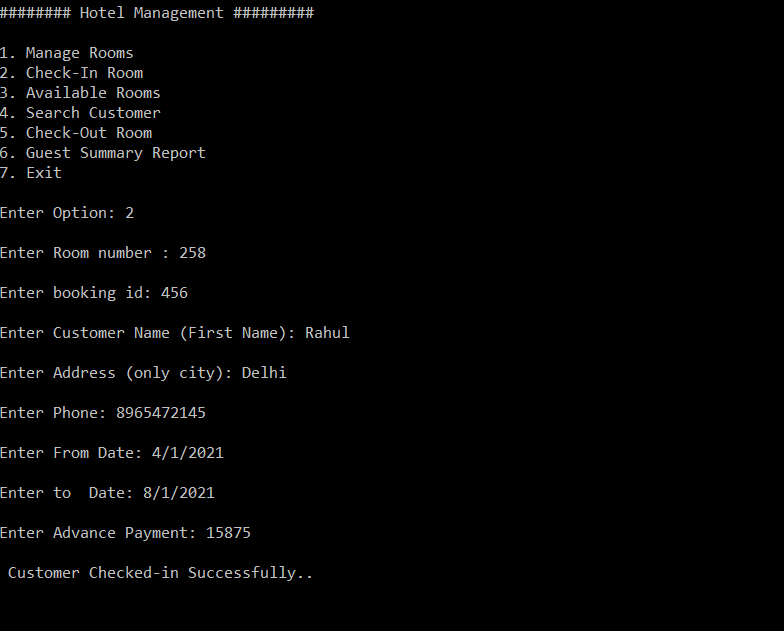 ######## Hotel Management #########
1. Manage Rooms
2. Check-In Room
3. Available Rooms
4. Search Customer
5. Check-Out Room
6. Guest Summary Report
7. Exit
Enter Option: 2
Enter Room number : 258
Enter booking id: 456
Enter Customer Name (First Name): Rahul
Enter Address (only city): Delhi
Enter Phone: 8965472145
Enter From Date: 4/1/2021
Enter to  Date: 8/1/2021
Enter Advance Payment: 15875
Customer Checked-in Successfully..